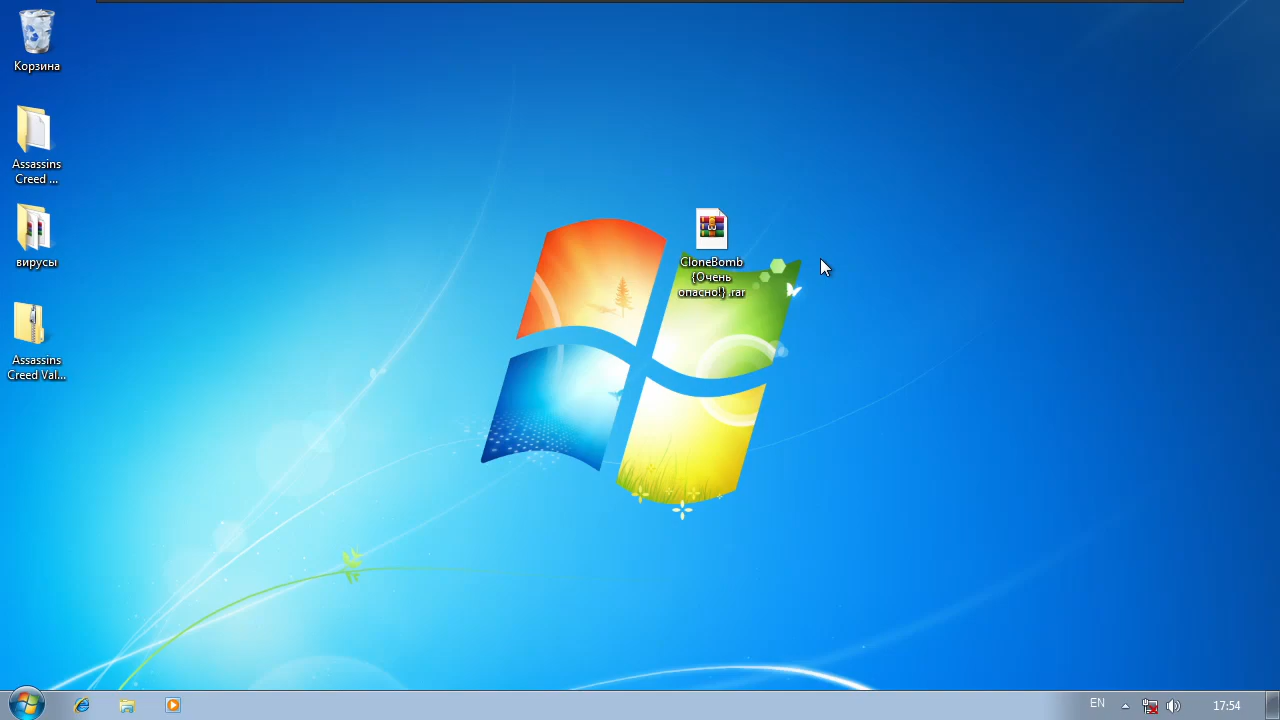 Корзина
Assassins
Creed ...
вирусы
Assassins
Creed Val...
CloneBomb
{Очень
опасно!} .rar
EN
17:54